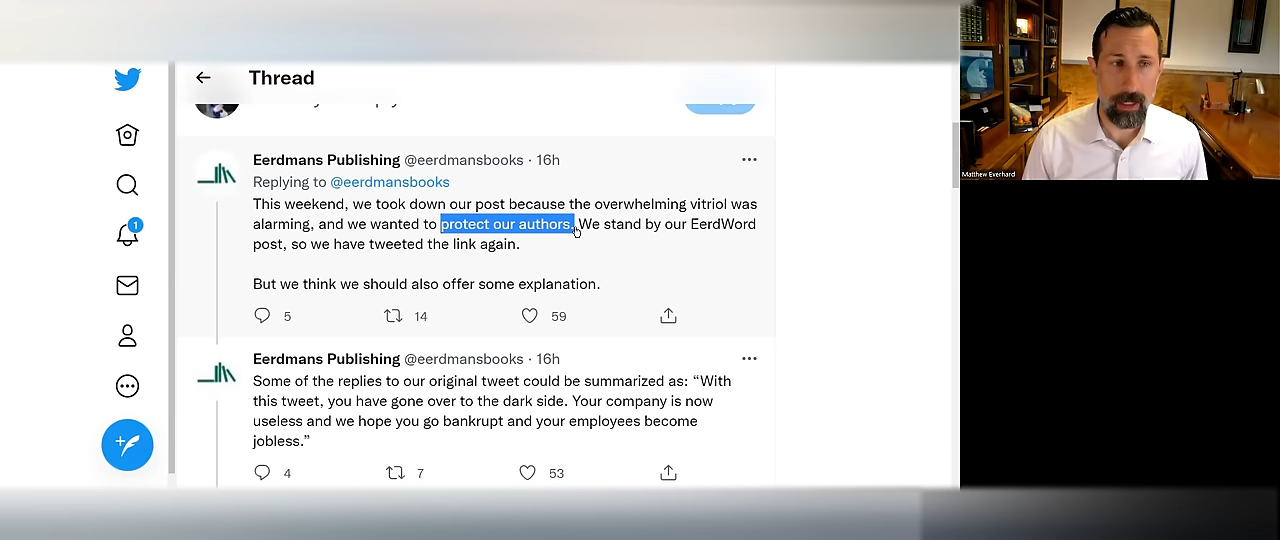 Thread
Eerdmans Publishing @eerdmansbooks · 16h
Replying to @eerdmansbooks
This weekend, we took down our post because the overwhelming vitriol was
alarming, and we wanted to protect our authors. We stand by our EerdWord
post, so we have tweeted the link again.
But we think we should also offer some explanation.
5 14 59
Eerdmans Publishing @eerdmansbooks · 16h
Some of the replies to our original tweet could be summarized as: “With
this tweet, you have gone over to the dark side. Your company is now
useless and we hope you go bankrupt and your employees become
jobless.”
4 7 53
1
Matthew Everhard